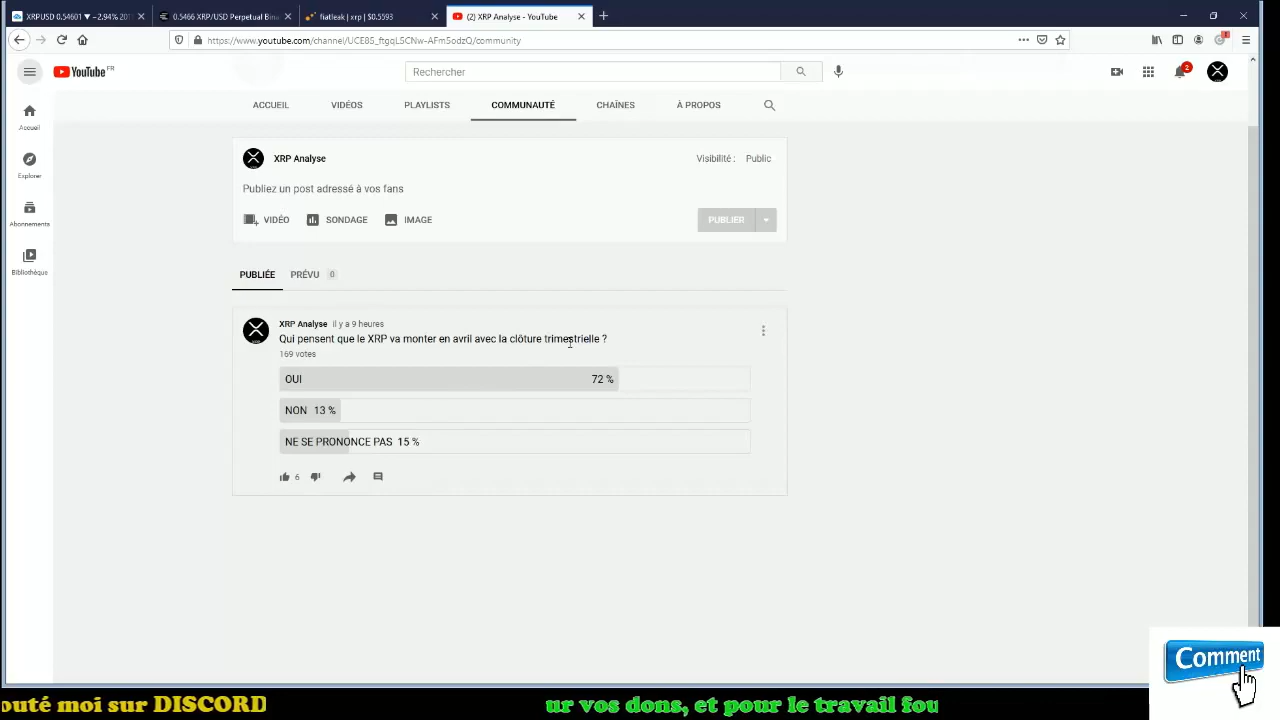 XRPUSD 0.54601 ▼ −2.94% 201
0.5466 XRP/USD Perpetual Bin
fiatleak | xrp | $0.5593
(2) XRP Analyse - YouTube
https://www.youtube.com/channel/UCE85_ftgqLSCNw-AFm5odzQ/community
YouTube FR
Rechercher
2
ACCUEIL VIDÉOS PLAYLISTS COMMUNAUTÉ CHAÎNES À PROPOS
Accueil
Explorer
Abonnements
Bibliothèque
XRP Analyse
Visibilité : Public
Publiez un post adressé à vos fans
VIDÉO SONDAGE IMAGE
PUBLIER
PUBLIÉE PRÉVU 0
XRP Analyse il y a 9 heures
Qui pensent que le XRP va monter en avril avec la clôture trimestrielle ?
169 votes
OUI 72 %
NON 13 %
NE SE PRONONCE PAS 15 %
6
Comment
outé moi sur DISCORD
ur vos dons, et pour le travail fou